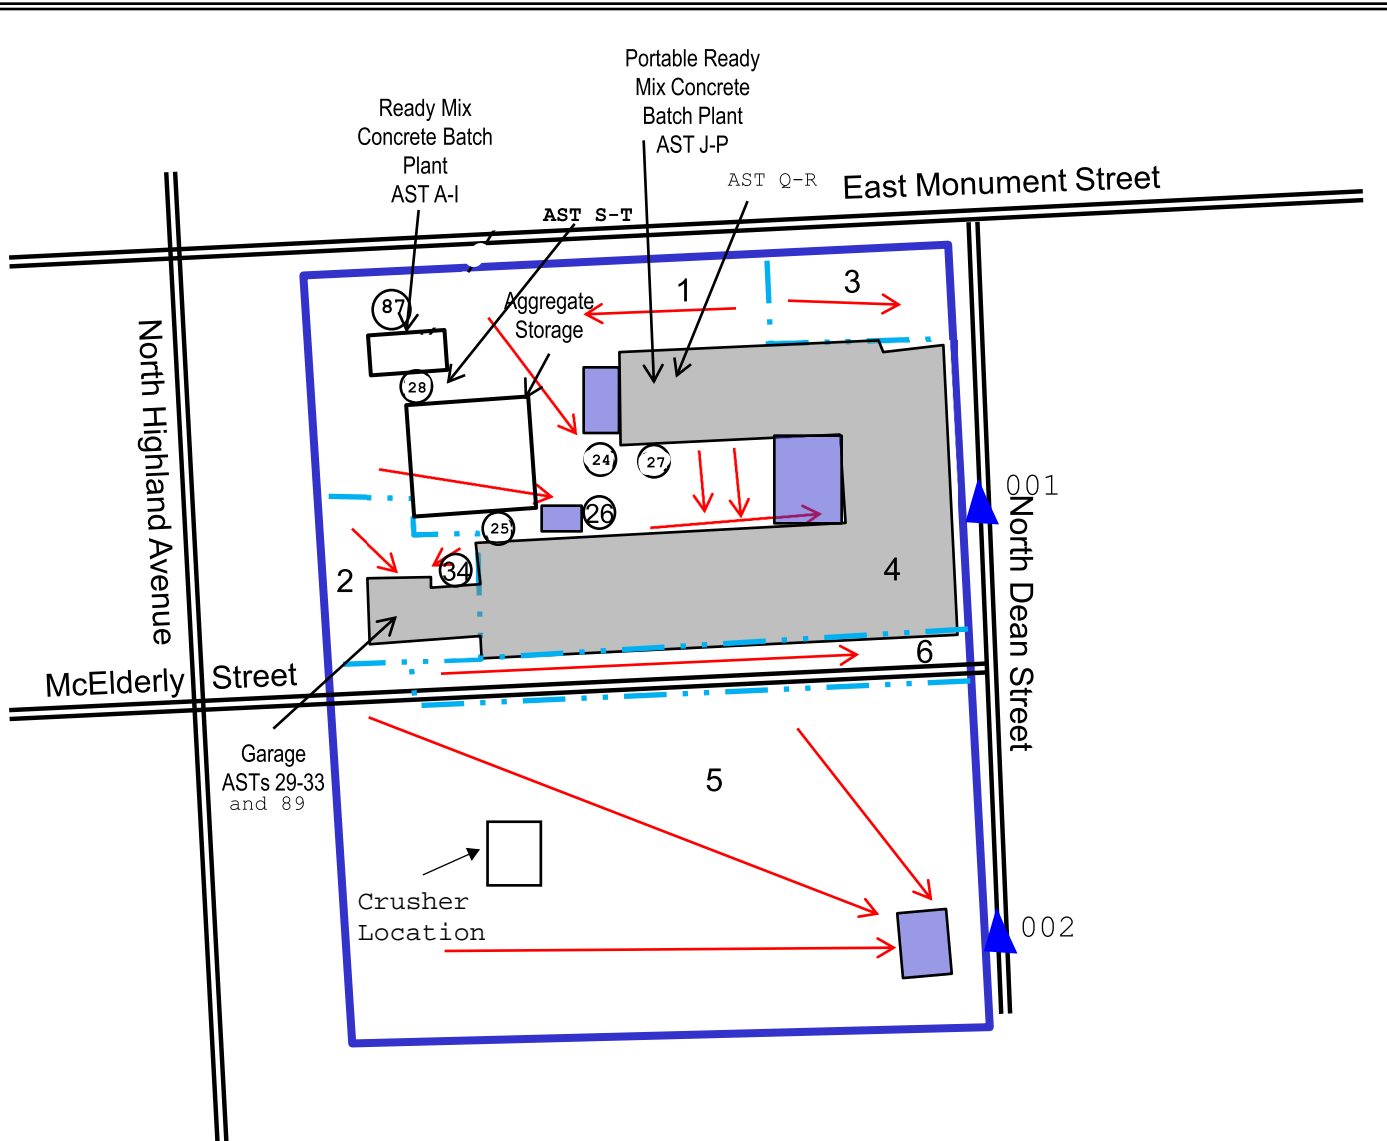 Portable Ready
Mix Concrete
Batch Plant
AST J-P
Ready Mix
Concrete Batch
Plant
AST A-I
AST Q-R
East Monument Street
AST S-T
87
Aggregate
Storage
1
3
28
North Highland Avenue
24
27
001
26
25
34
2
4
North Dean Street
6
McElderly Street
Garage
ASTs 29-33
and 89
5
Crusher
Location
002